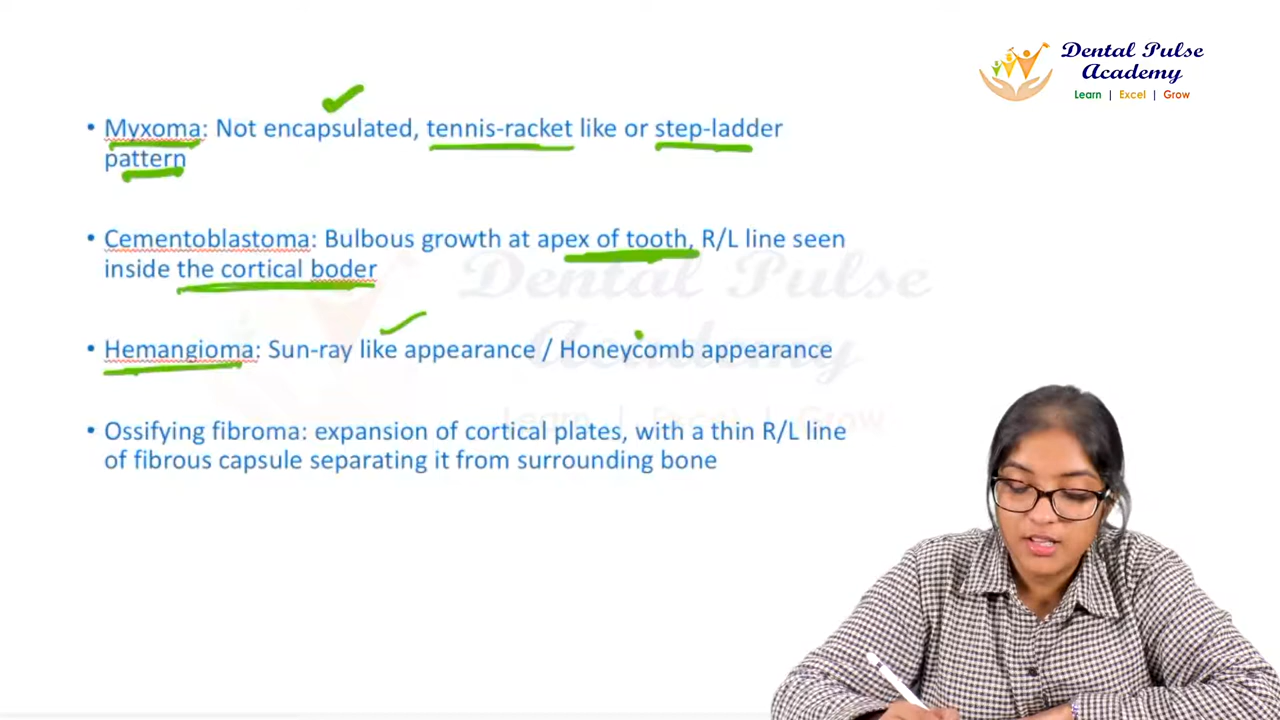 Dental Pulse
Academy
Learn | Excel | Grow
• Myxoma: Not encapsulated, tennis-racket like or step-ladder
pattern
• Cementoblastoma: Bulbous growth at apex of tooth, R/L line seen
inside the cortical boder
• Hemangioma: Sun-ray like appearance / Honeycomb appearance
• Ossifying fibroma: expansion of cortical plates, with a thin R/L line
of fibrous capsule separating it from surrounding bone
Dental Pulse
Academy
Learn | Excel | Grow